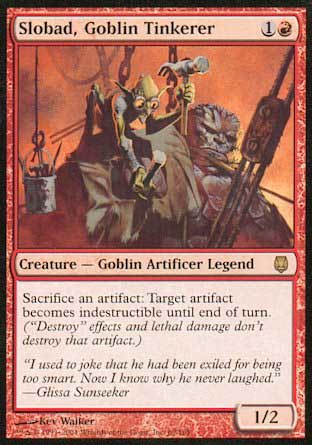 Slobad, Goblin Tinkerer 1
Creature — Goblin Artificer Legend
Sacrifice an artifact: Target artifact
becomes indestructible until end of turn.
("Destroy" effects and lethal damage don't
destroy that artifact.)
"I used to joke that he had been exiled for being
too smart. Now I know why he never laughed."
—Glissa Sunseeker
Kev Walker
1/2